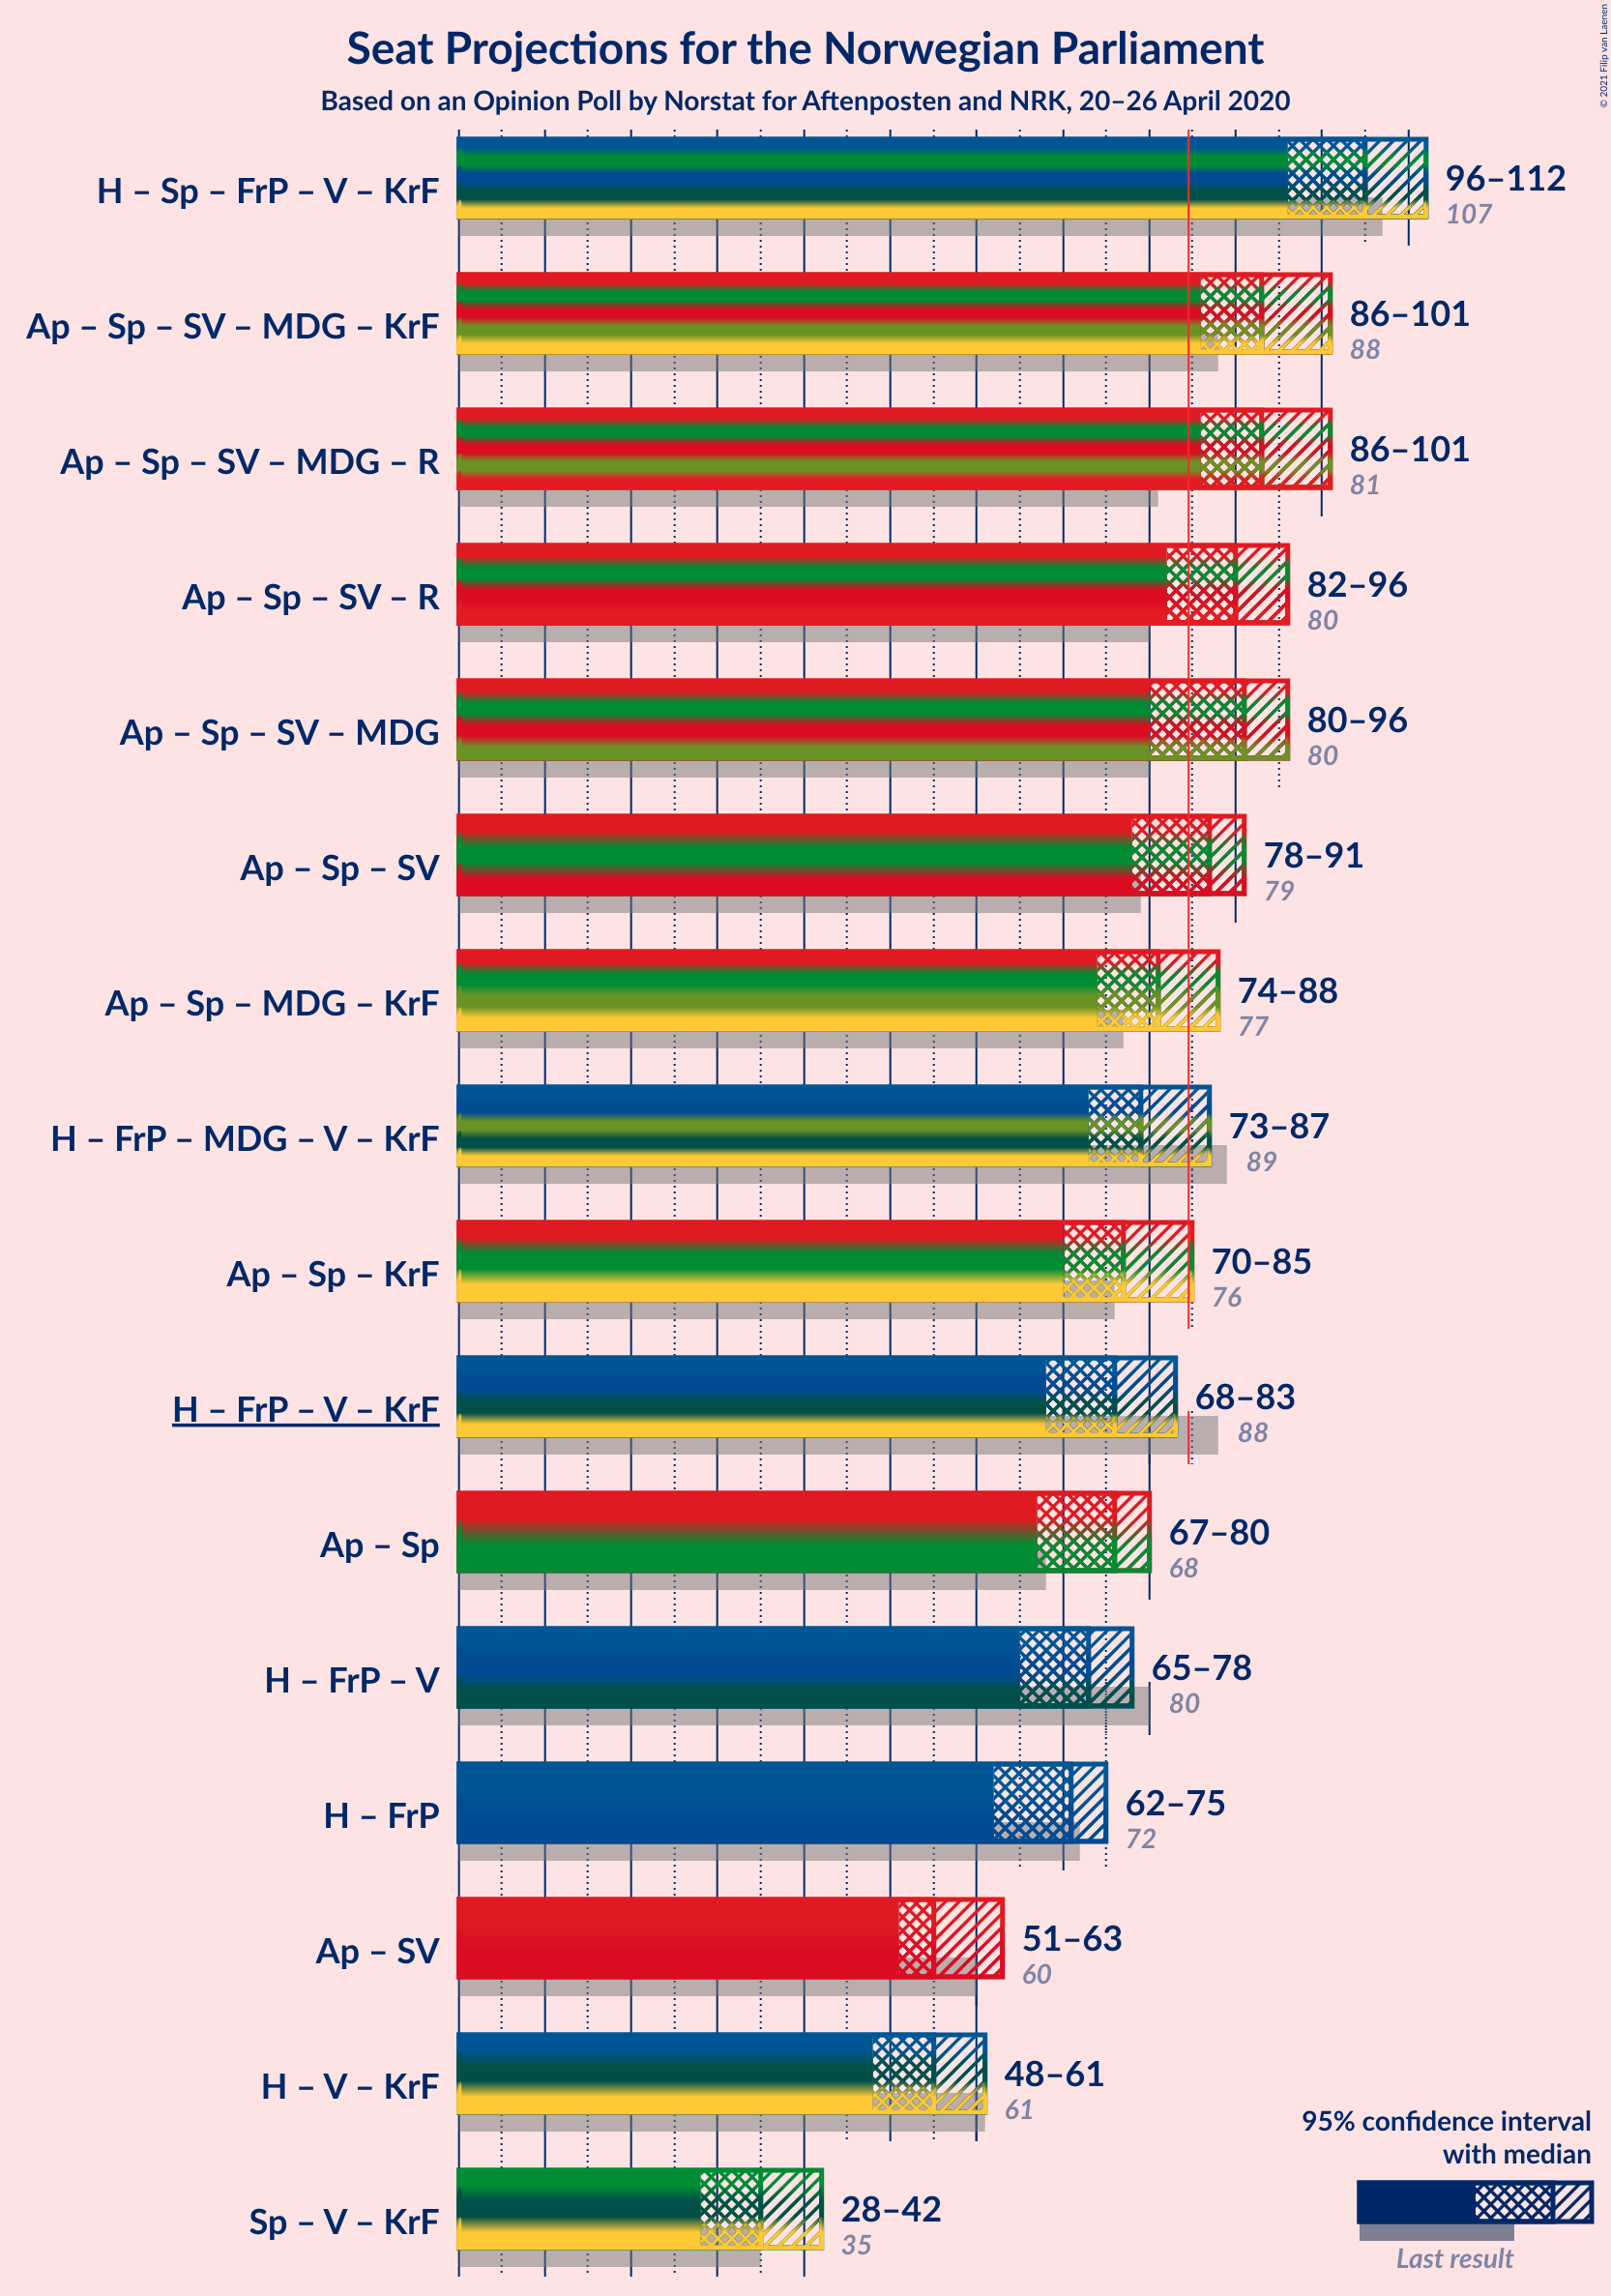 © 2021 Filip van Laenen
Seat Projections for the Norwegian Parliament
Based on an Opinion Poll by Norstat for Aftenposten and NRK, 20–26 April 2020
H – Sp – FrP – V – KrF
96–112
107
Ap – Sp – SV – MDG – KrF
86–101
88
Ap – Sp – SV – MDG – R
86–101
81
Ap – Sp – SV – R
82–96
80
Ap – Sp – SV – MDG
80–96
80
Ap – Sp – SV
78–91
79
Ap – Sp – MDG – KrF
74–88
77
H – FrP – MDG – V – KrF
73–87
89
Ap – Sp – KrF
70–85
76
H – FrP – V – KrF
68–83
88
Ap – Sp
67–80
68
H – FrP – V
65–78
80
H – FrP
62–75
72
Ap – SV
51–63
60
H – V – KrF
48–61
61
Sp – V – KrF
28–42
35
95% confidence interval
with median
Last result